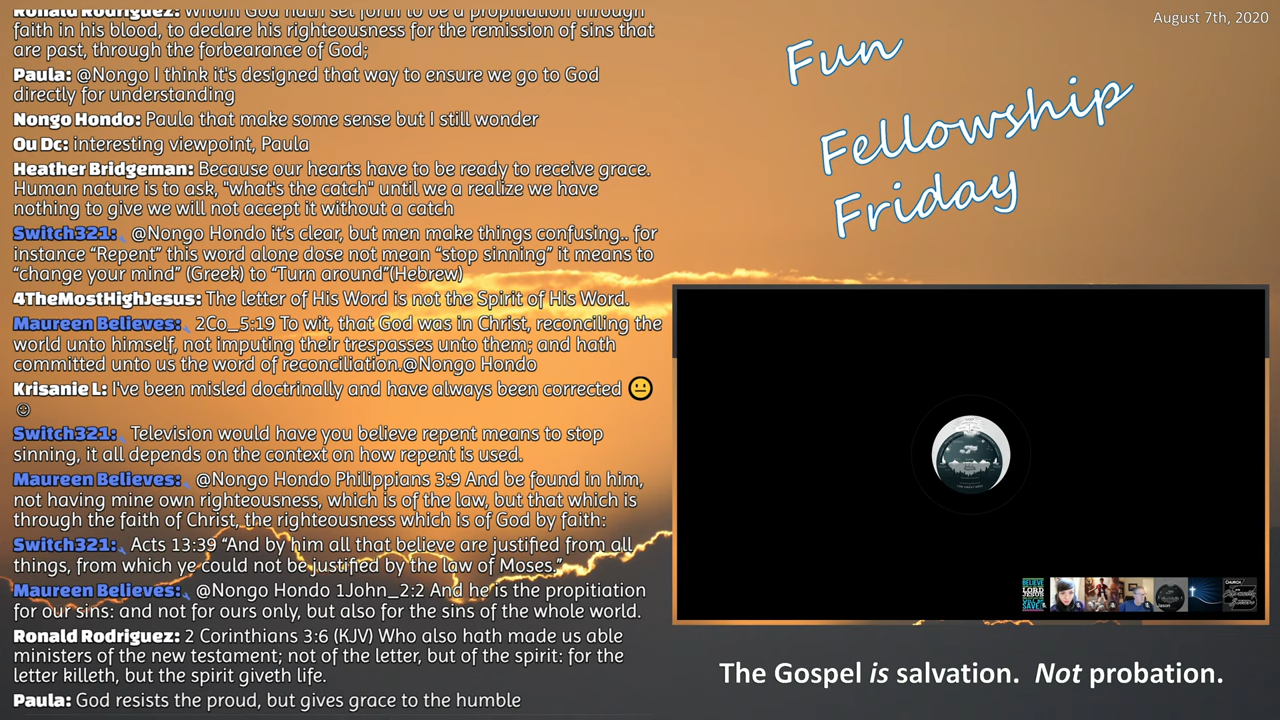 Ronald Rodriguez: Whom God hath set forth to be a propitiation through
faith in his blood, to declare his righteousness for the remission of sins that
are past, through the forbearance of God;
Paula: @Nongo I think it's designed that way to ensure we go to God
directly for understanding
Nongo Hondo: Paula that make some sense but I still wonder
Ou Dc: interesting viewpoint, Paula
Heather Bridgeman: Because our hearts have to be ready to receive grace.
Human nature is to ask, "what's the catch" until we a realize we have
nothing to give we will not accept it without a catch
Switch321: @Nongo Hondo it’s clear, but men make things confusing.. for
instance “Repent” this word alone dose not mean “stop sinning” it means to
“change your mind” (Greek) to “Turn around”(Hebrew)
4TheMostHighJesus: The letter of His Word is not the Spirit of His Word.
Maureen Believes: 2Co_5:19 To wit, that God was in Christ, reconciling the
world unto himself, not imputing their trespasses unto them; and hath
committed unto us the word of reconciliation.@Nongo Hondo
Krisanie L: I've been misled doctrinally and have always been corrected 😐
☺
Switch321: Television would have you believe repent means to stop
sinning, it all depends on the context on how repent is used.
Maureen Believes: @Nongo Hondo Philippians 3:9 And be found in him,
not having mine own righteousness, which is of the law, but that which is
through the faith of Christ, the righteousness which is of God by faith:
Switch321: Acts 13:39 “And by him all that believe are justified from all
things, from which ye could not be justified by the law of Moses.”
Maureen Believes: @Nongo Hondo 1John_2:2 And he is the propitiation
for our sins: and not for ours only, but also for the sins of the whole world.
Ronald Rodriguez: 2 Corinthians 3:6 (KJV) Who also hath made us able
ministers of the new testament; not of the letter, but of the spirit: for the
letter killeth, but the spirit giveth life.
Paula: God resists the proud, but gives grace to the humble
August 7th, 2020
Fun
Fellowship
Friday
BELIEVE
LORD
JESUS
SAVE!
Jason
CHURCH
The Gospel is salvation. Not probation.